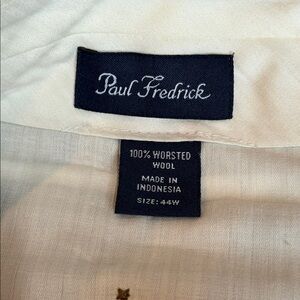 Paul Fredrick
100% WORSTED
WOOL
MADE IN
INDONESIA
SIZE: 44W